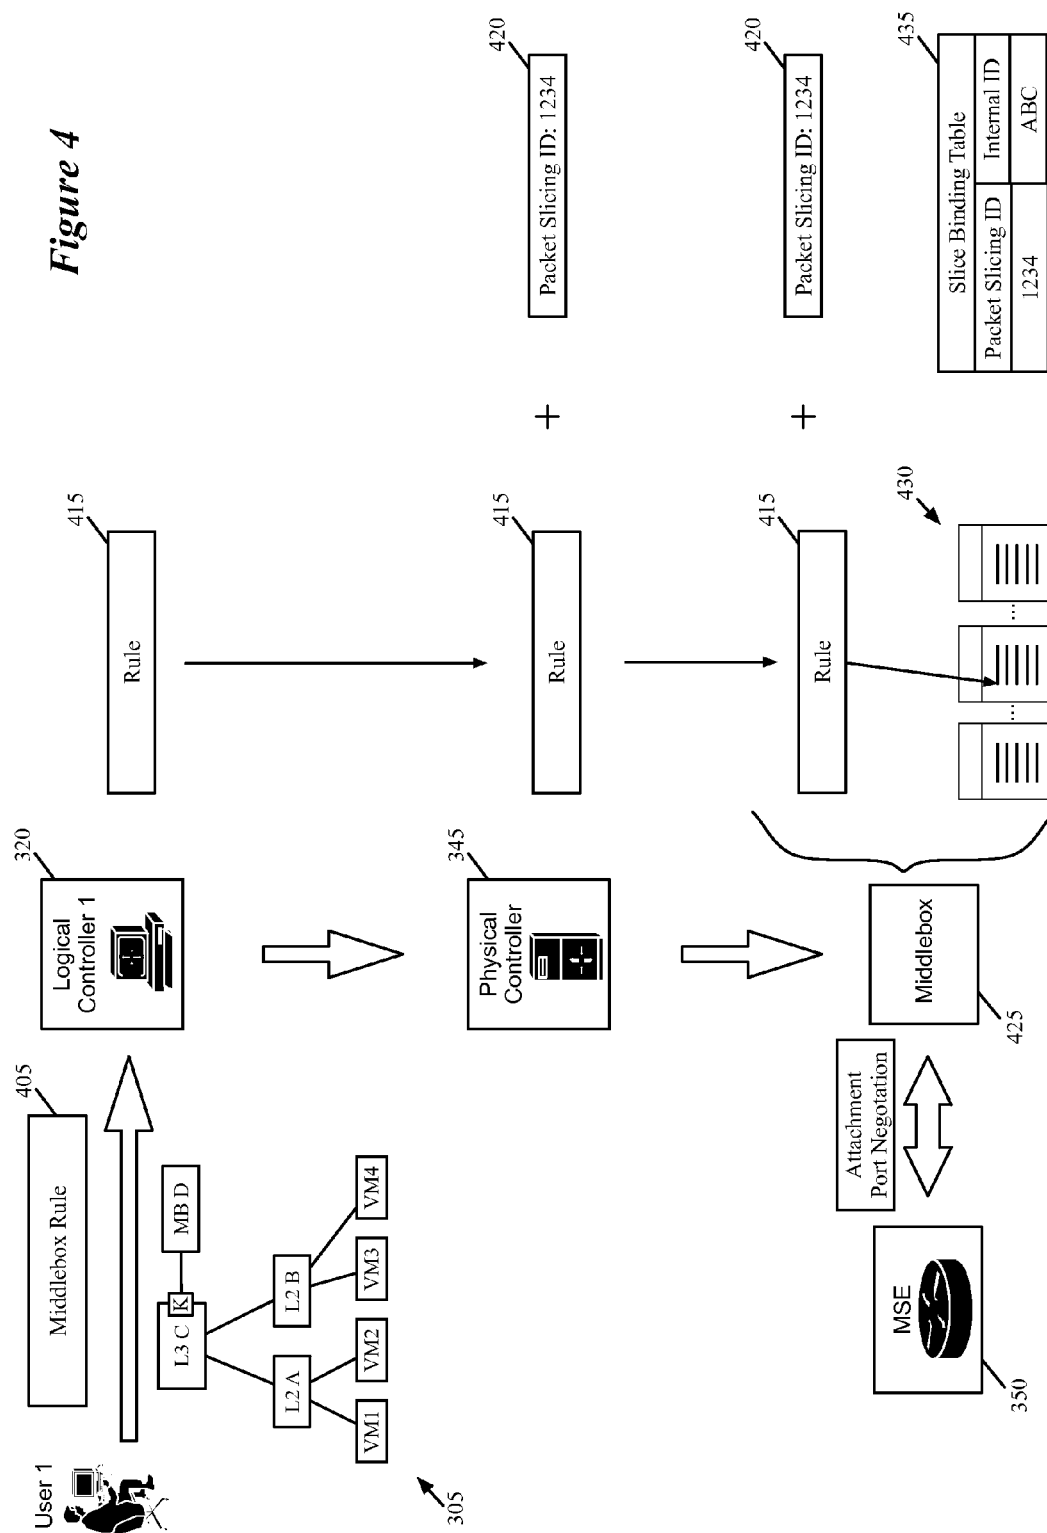 Figure 4
User 1
Middlebox Rule
405
L3 C
K
MB D
L2 A
L2 B
VM1
VM2
VM3
VM4
305
Logical
Controller 1
320
Rule
415
Physical
Controller
345
Rule
415
+
Packet Slicing ID: 1234
420
MSE
350
Attachment
Port Negotation
Middlebox
425
Rule
415
+
Packet Slicing ID: 1234
420
...
...
430
Slice Binding Table
Packet Slicing ID
Internal ID
1234
ABC
435